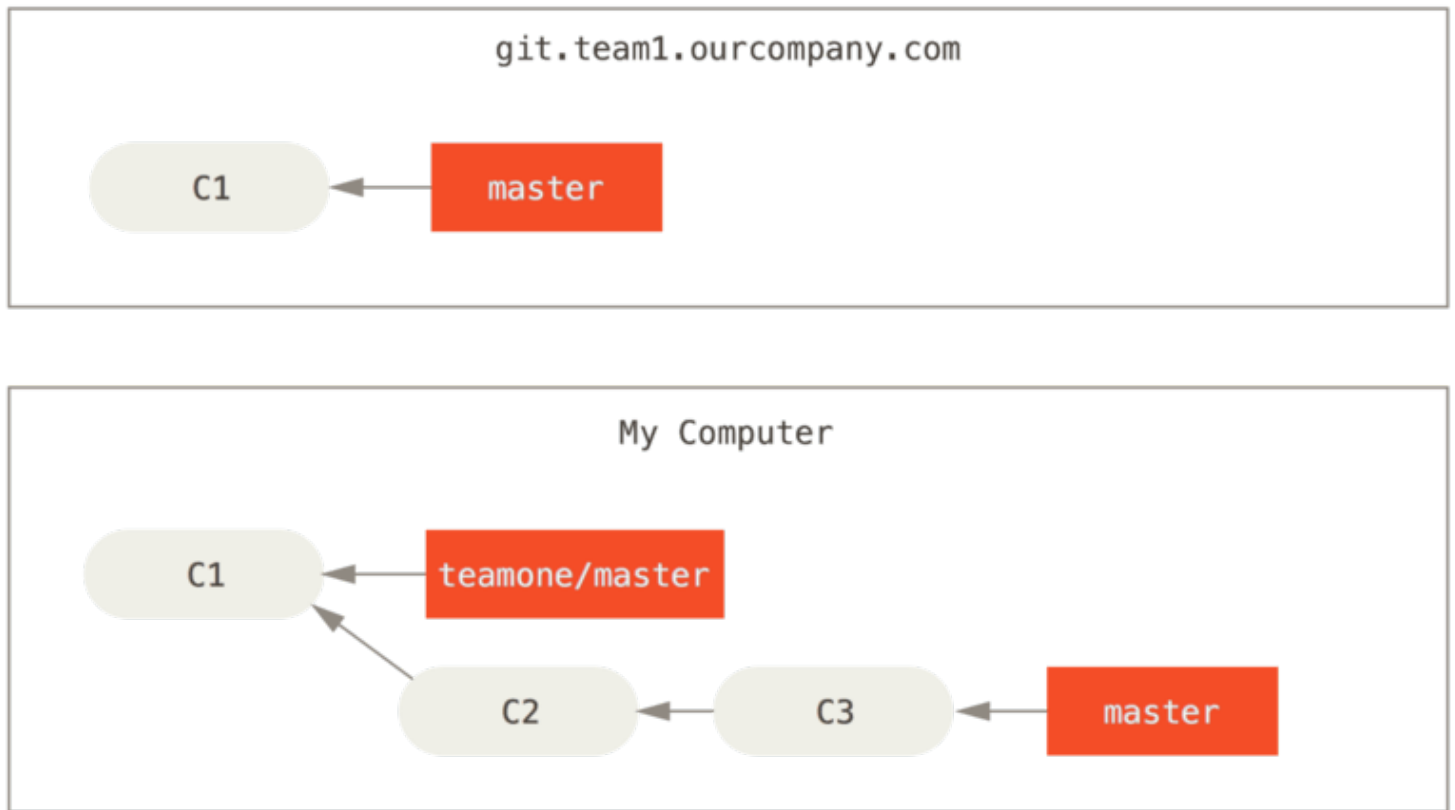 git.team1.ourcompany.com
C1 master
My Computer
C1 teamone/master
C2 C3 master